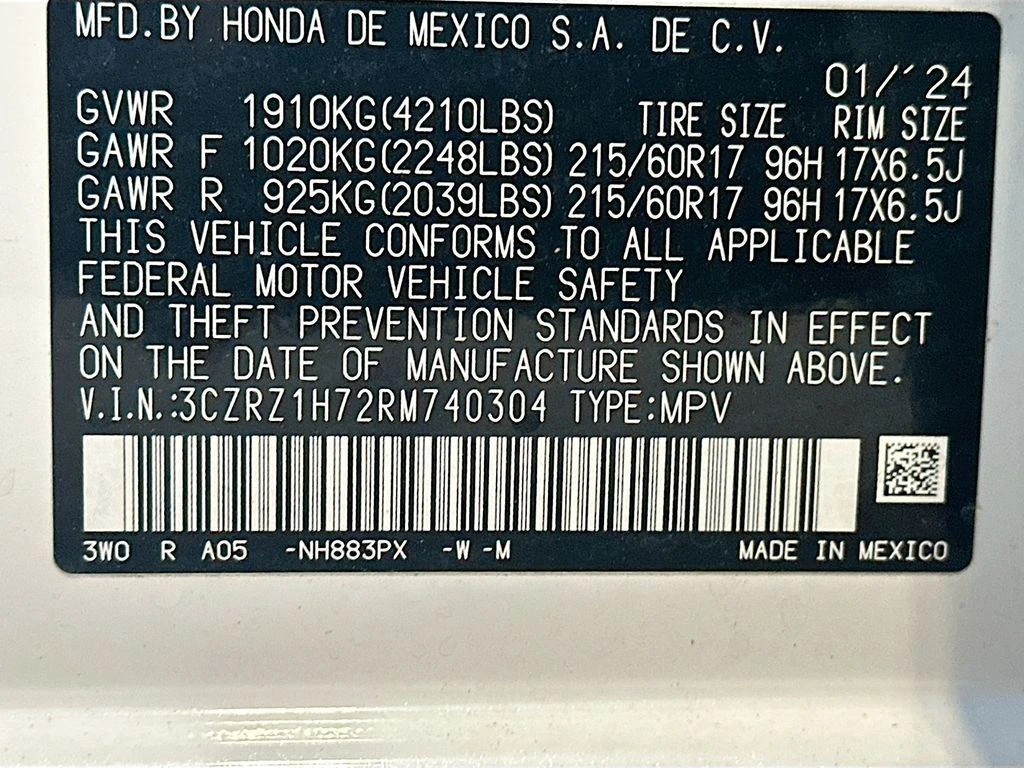 MFD.BY HONDA DE MEXICO S.A. DE C.V.
01/´24
GVWR 1910KG(4210LBS) TIRE SIZE RIM SIZE
GAWR F 1020KG(2248LBS) 215/60R17 96H 17X6.5J
GAWR R 925KG(2039LBS) 215/60R17 96H 17X6.5J
THIS VEHICLE CONFORMS TO ALL APPLICABLE
FEDERAL MOTOR VEHICLE SAFETY
AND THEFT PREVENTION STANDARDS IN EFFECT
ON THE DATE OF MANUFACTURE SHOWN ABOVE.
V.I.N.:3CZRZ1H72RM740304 TYPE:MPV
3W0 R A05 -NH883PX -W -M MADE IN MEXICO